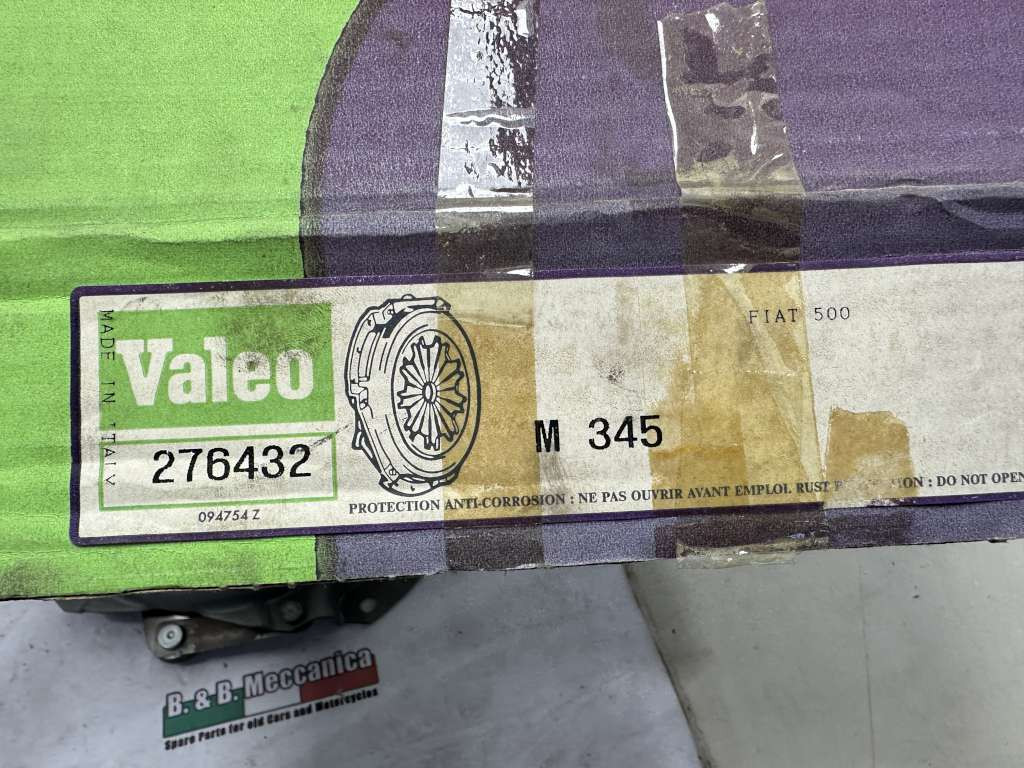 MADE IN ITALY
Valeo
FIAT 500
276432
M 345
PROTECTION ANTI-CORROSION : NE PAS OUVRIR AVANT EMPLOI. RUST : DO NOT OPEN
094754 Z
B. & B. Meccanica
Spare Parts for old Cars and Motorcycles